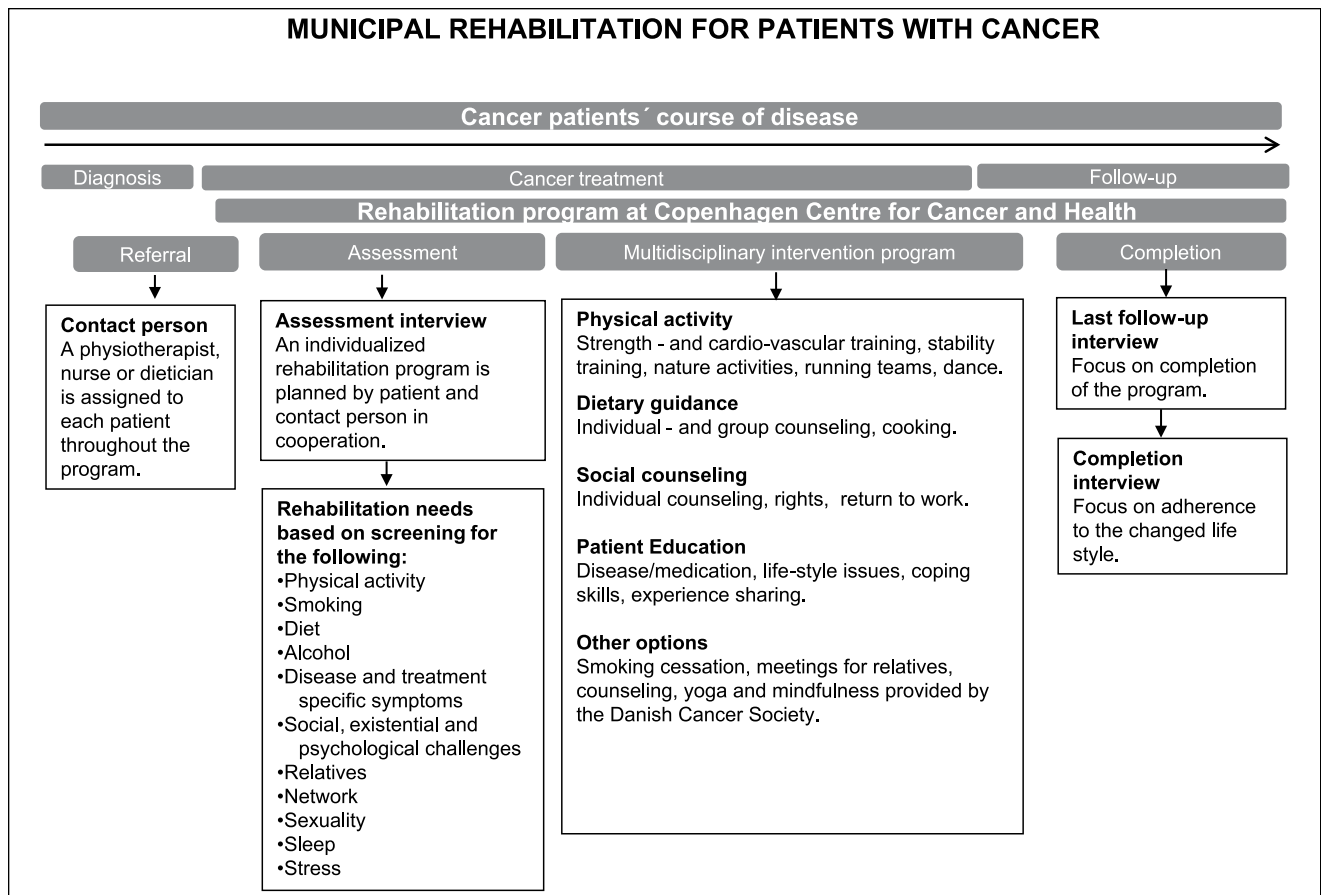 MUNICIPAL REHABILITATION FOR PATIENTS WITH CANCER
Cancer patients´ course of disease
Diagnosis
Cancer treatment
Follow-up
Rehabilitation program at Copenhagen Centre for Cancer and Health
Referral
Assessment
Multidisciplinary intervention program
Completion
Contact person
A physiotherapist,
nurse or dietician
is assigned to
each patient
throughout the
program.
Assessment interview
An individualized
rehabilitation program is
planned by patient and
contact person in
cooperation.
Rehabilitation needs
based on screening for
the following:
•Physical activity
•Smoking
•Diet
•Alcohol
•Disease and treatment
specific symptoms
•Social, existential and
psychological challenges
•Relatives
•Network
•Sexuality
•Sleep
•Stress
Physical activity
Strength - and cardio-vascular training, stability
training, nature activities, running teams, dance.
Dietary guidance
Individual - and group counseling, cooking.
Social counseling
Individual counseling, rights, return to work.
Patient Education
Disease/medication, life-style issues, coping
skills, experience sharing.
Other options
Smoking cessation, meetings for relatives,
counseling, yoga and mindfulness provided by
the Danish Cancer Society.
Last follow-up
interview
Focus on completion
of the program.
Completion
interview
Focus on adherence
to the changed life
style.